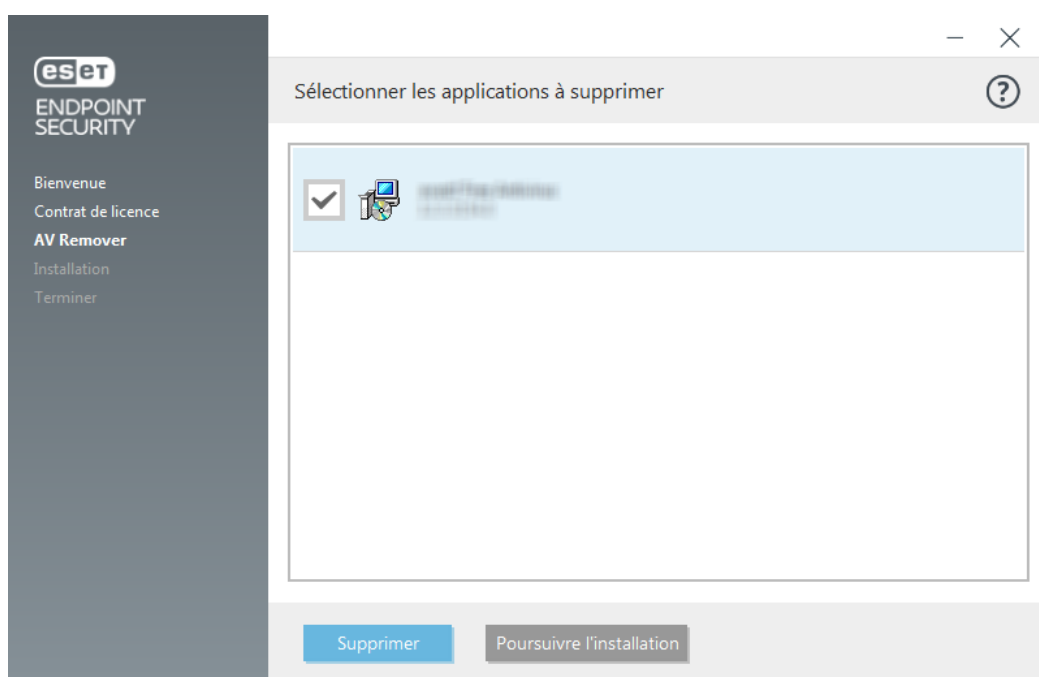 eset
ENDPOINT
SECURITY
Bienvenue
Contrat de licence
AV Remover
Installation
Terminer
Sélectionner les applications à supprimer
?
Supprimer
Poursuivre l'installation